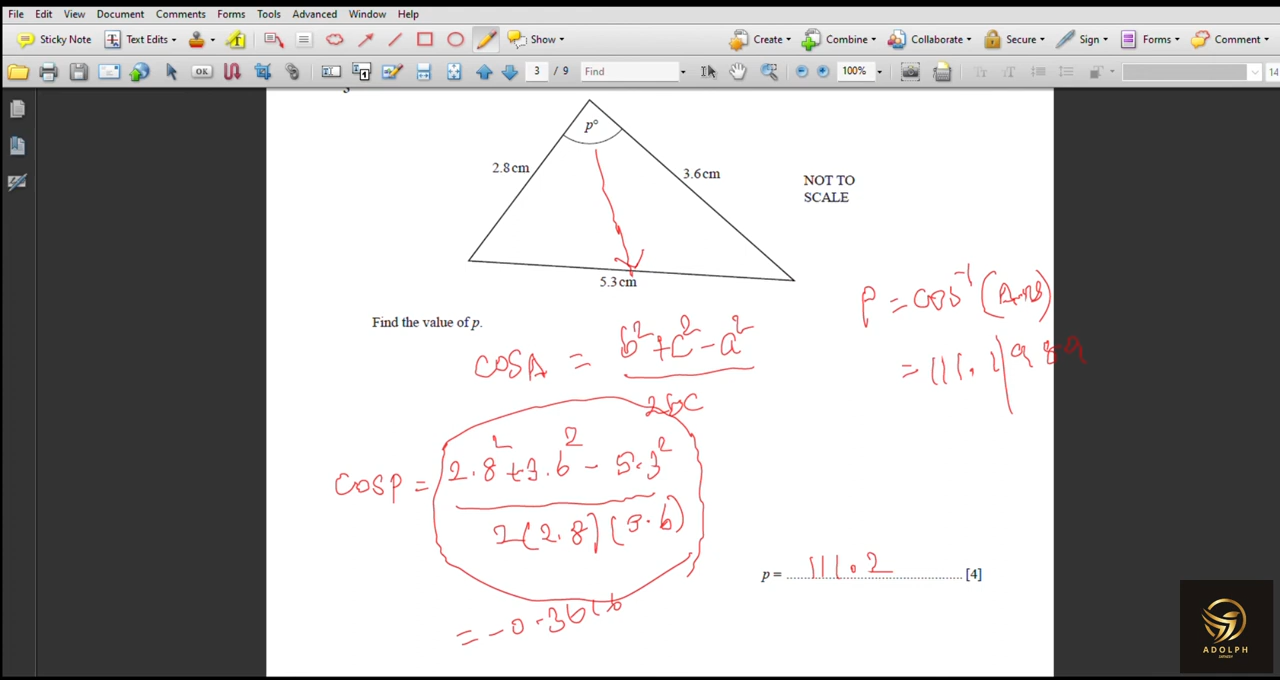 File Edit View Document Comments Forms Tools Advanced Window Help
Sticky Note Text Edits Show Create Combine Collaborate Secure Sign Forms Comment
OK 3 / 9 Find 100% 14
p°
2.8 cm
3.6 cm
NOT TO
SCALE
5.3 cm
Find the value of p.
P = cos⁻¹ (Ans)
= 111.1|989
cosA = b² + c² - a²
2bc
cosP = 2.8² + 3.6² - 5.3²
2(2.8)(3.6)
= -0.3616
p = 111.2 [4]
ADOLPH